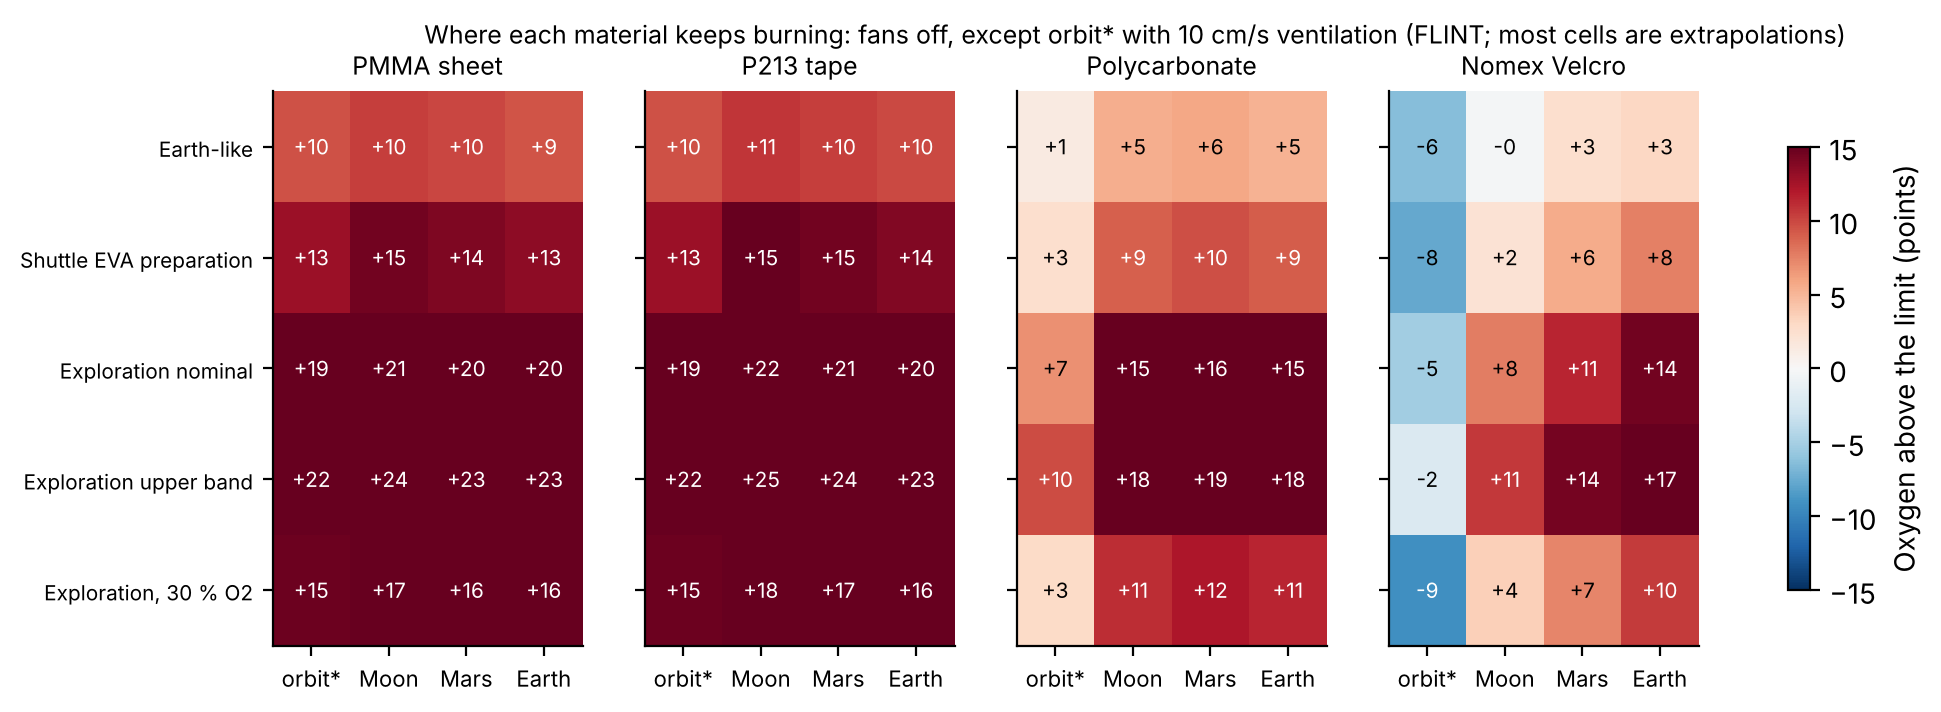 Where each material keeps burning: fans off, except orbit* with 10 cm/s ventilation (FLINT; most cells are extrapolations)
PMMA sheet P213 tape Polycarbonate Nomex Velcro
Earth-like +10 +10 +10 +9 +10 +11 +10 +10 +1 +5 +6 +5 -6 -0 +3 +3
Shuttle EVA preparation +13 +15 +14 +13 +13 +15 +15 +14 +3 +9 +10 +9 -8 +2 +6 +8
Exploration nominal +19 +21 +20 +20 +19 +22 +21 +20 +7 +15 +16 +15 -5 +8 +11 +14
Exploration upper band +22 +24 +23 +23 +22 +25 +24 +23 +10 +18 +19 +18 -2 +11 +14 +17
Exploration, 30 % O2 +15 +17 +16 +16 +15 +18 +17 +16 +3 +11 +12 +11 -9 +4 +7 +10
orbit* Moon Mars Earth orbit* Moon Mars Earth orbit* Moon Mars Earth orbit* Moon Mars Earth
15
10
5
0
−5
−10
−15
Oxygen above the limit (points)